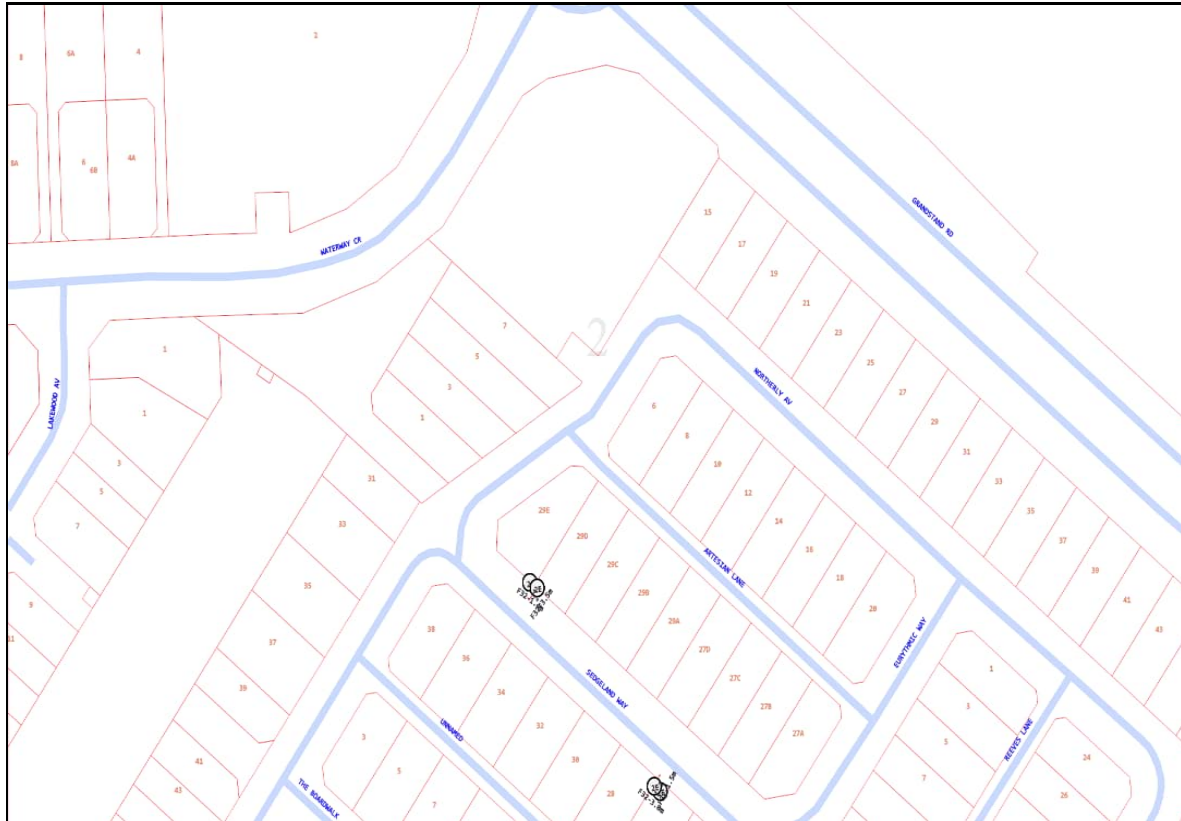 2
8
6A
4
8A
6
6B
4A
GRANDSTAND RD
WATERWAY CR
15
17
19
21
23
25
27
29
31
33
35
37
39
41
43
7
5
3
1
2
LAKEWOOD AV
1
1
3
5
7
9
NORTHERLY AV
6
8
10
12
14
16
18
20
31
33
35
37
39
41
43
29E
29D
29C
29B
28A
27D
27C
27B
27A
ARTESIAN LANE
EURYTHMIC WAY
38
36
34
32
30
28
SEDGELAND WAY
UNNAMED
THE BOARDWALK
3
5
7
1
3
5
7
REEVES LANE
24
26